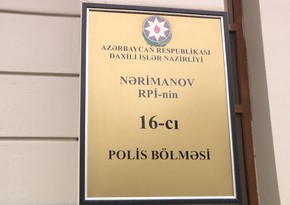 AZƏRBAYCAN RESPUBLİKASI
DAXİLİ İŞLƏR NAZİRLİYİ
NƏRİMANOV
RPİ-nin
16-cı
POLİS BÖLMƏSİ